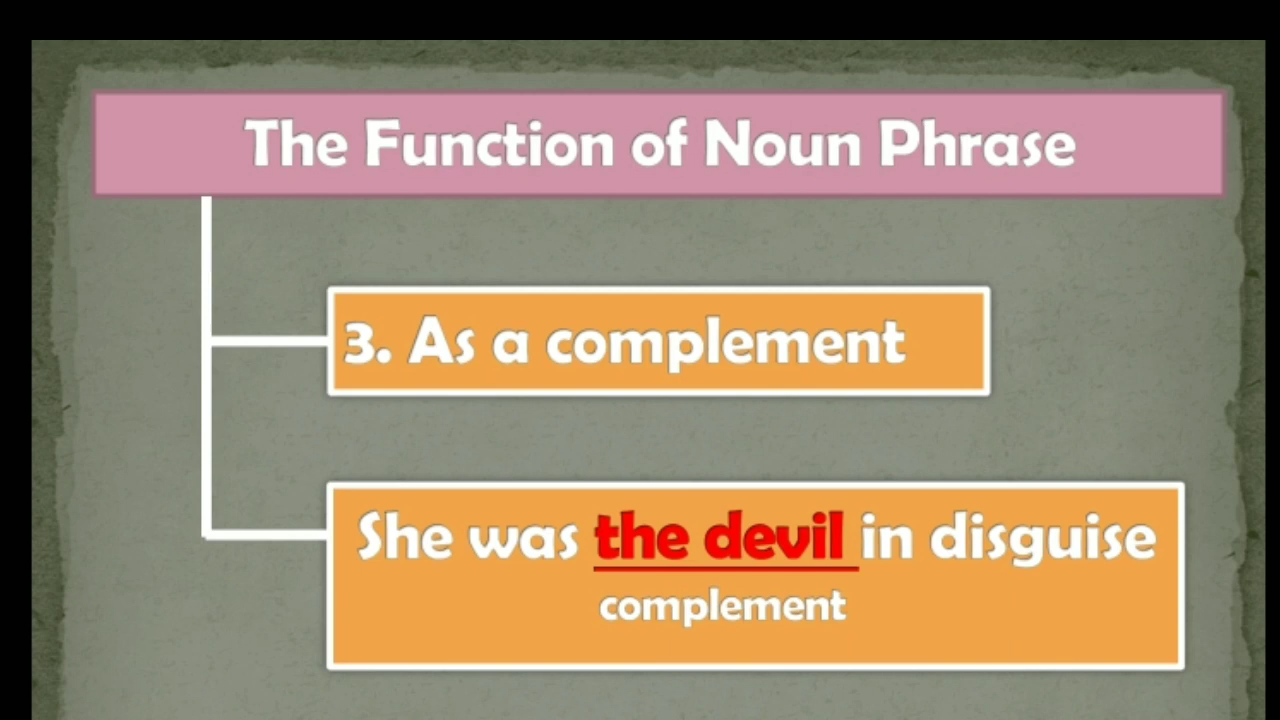 The Function of Noun Phrase
3. As a complement
She was the devil in disguise
complement